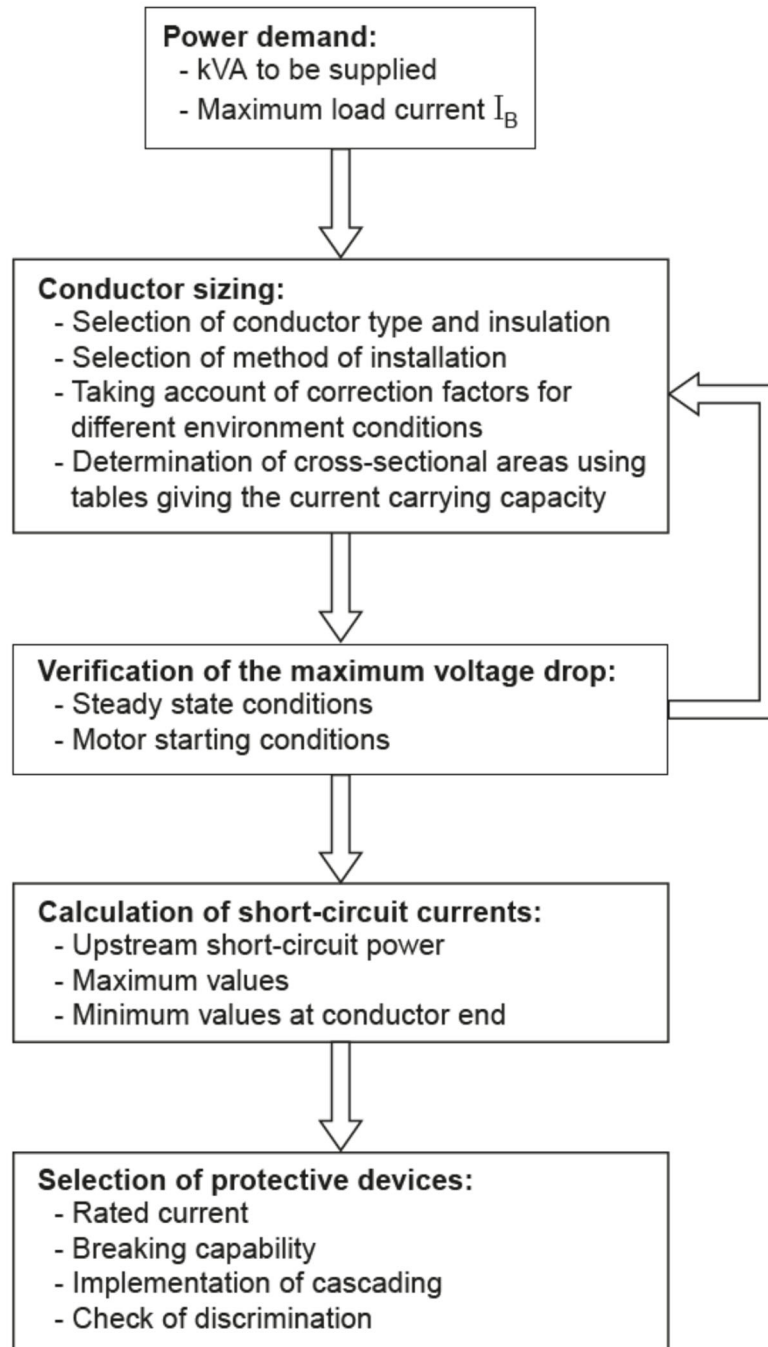 Power demand:
- kVA to be supplied
- Maximum load current IB
Conductor sizing:
- Selection of conductor type and insulation
- Selection of method of installation
- Taking account of correction factors for
different environment conditions
- Determination of cross-sectional areas using
tables giving the current carrying capacity
Verification of the maximum voltage drop:
- Steady state conditions
- Motor starting conditions
Calculation of short-circuit currents:
- Upstream short-circuit power
- Maximum values
- Minimum values at conductor end
Selection of protective devices:
- Rated current
- Breaking capability
- Implementation of cascading
- Check of discrimination